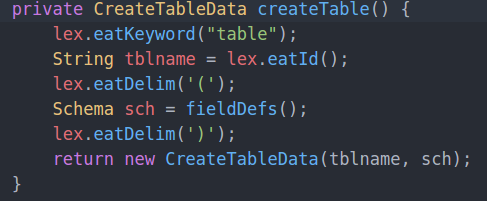 private CreateTableData createTable() {
    lex.eatKeyword("table");
    String tblname = lex.eatId();
    lex.eatDelim('(');
    Schema sch = fieldDefs();
    lex.eatDelim(')');
    return new CreateTableData(tblname, sch);
}